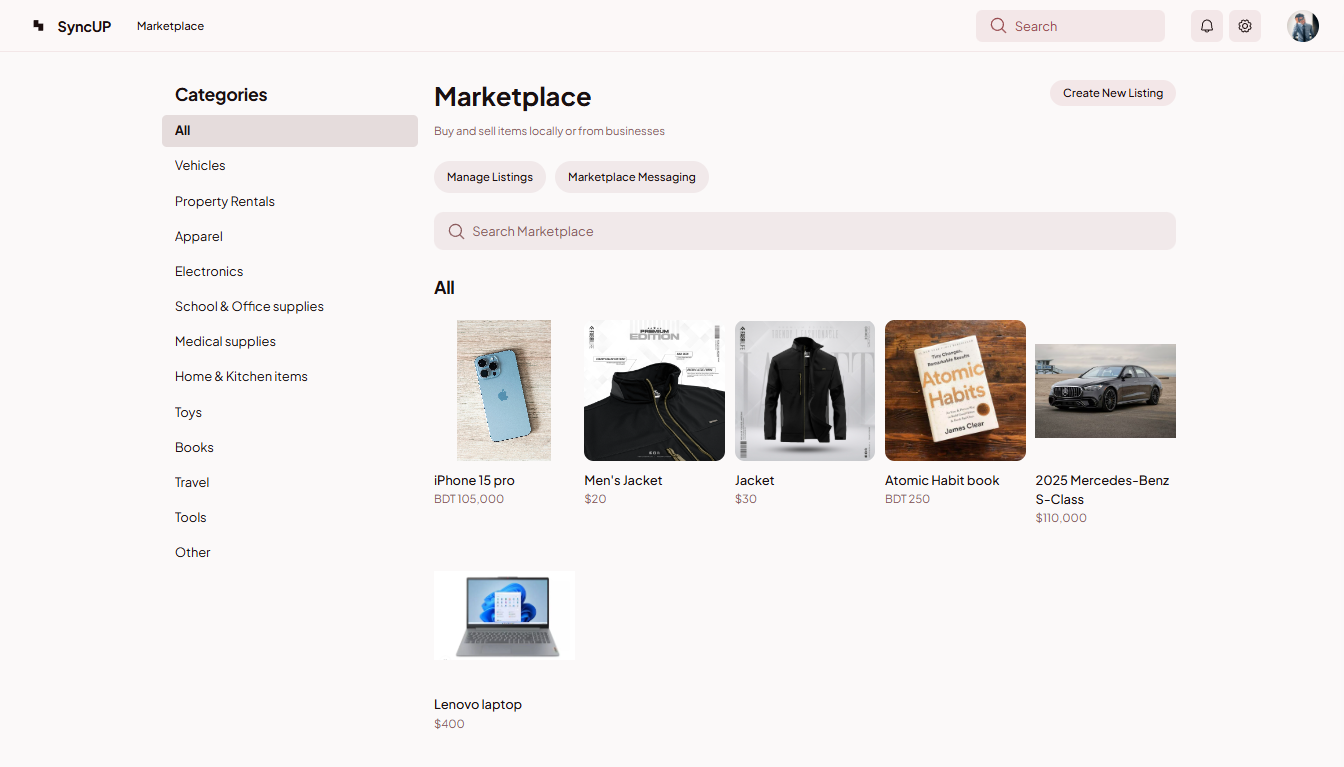 SyncUP
Marketplace
Search
Categories
All
Vehicles
Property Rentals
Apparel
Electronics
School & Office supplies
Medical supplies
Home & Kitchen items
Toys
Books
Travel
Tools
Other
Marketplace
Create New Listing
Buy and sell items locally or from businesses
Manage Listings
Marketplace Messaging
Search Marketplace
All
PREMIUM
EDITION
Tiny Changes,
Remarkable Results
Atomic
Habits
James Clear
iPhone 15 pro
BDT 105,000
Men's Jacket
$20
Jacket
$30
Atomic Habit book
BDT 250
2025 Mercedes-Benz
S-Class
$110,000
Lenovo laptop
$400